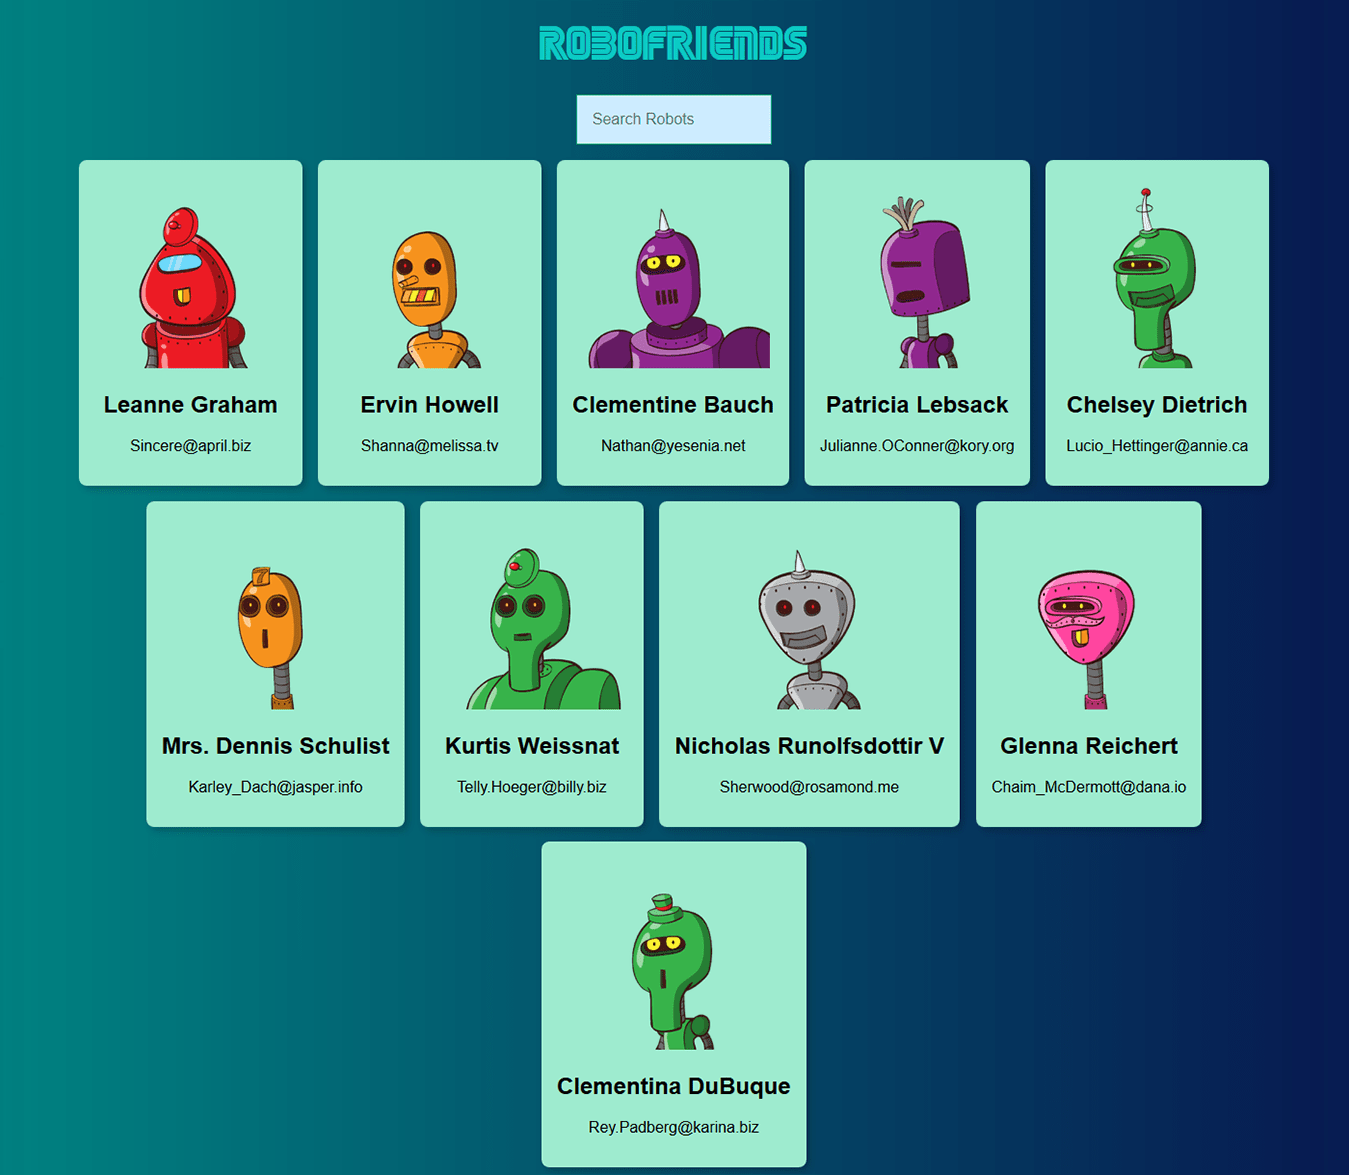 ROBOFRIENDS
Search Robots
Leanne Graham
Sincere@april.biz
Ervin Howell
Shanna@melissa.tv
Clementine Bauch
Nathan@yesenia.net
Patricia Lebsack
Julianne.OConner@kory.org
Chelsey Dietrich
Lucio_Hettinger@annie.ca
7
Mrs. Dennis Schulist
Karley_Dach@jasper.info
Kurtis Weissnat
Telly.Hoeger@billy.biz
Nicholas Runolfsdottir V
Sherwood@rosamond.me
Glenna Reichert
Chaim_McDermott@dana.io
Clementina DuBuque
Rey.Padberg@karina.biz